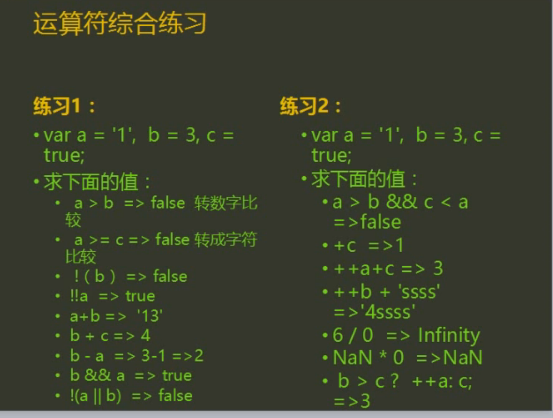 运算符综合练习
练习1：
• var a = '1', b = 3, c =
true;
• 求下面的值：
• a > b => false 转数字比
较
• a >= c => false 转成字符
比较
• ! ( b ) => false
• !!a => true
• a+b => '13'
• b + c => 4
• b - a => 3-1 =>2
• b && a => true
• !(a || b) => false
练习2：
• var a = '1', b = 3, c =
true;
• 求下面的值：
• a > b && c < a
=>false
• +c =>1
• ++a+c => 3
• ++b + 'ssss'
=>'4ssss'
• 6 / 0 => Infinity
• NaN * 0 =>NaN
• b > c ? ++a: c;
=>3